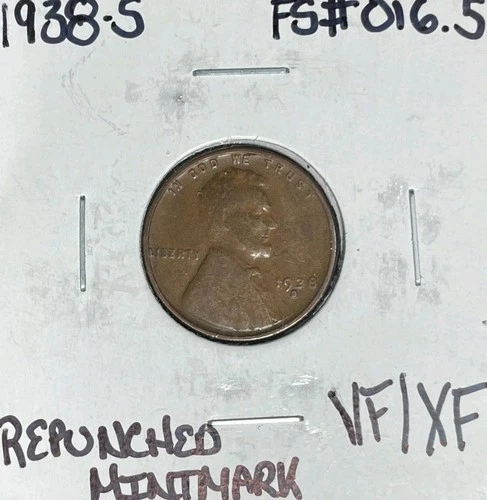 1938-S FS#016.5
IN GOD WE TRUST
LIBERTY 1938
REPUNCHED VF/XF
MINTMARK